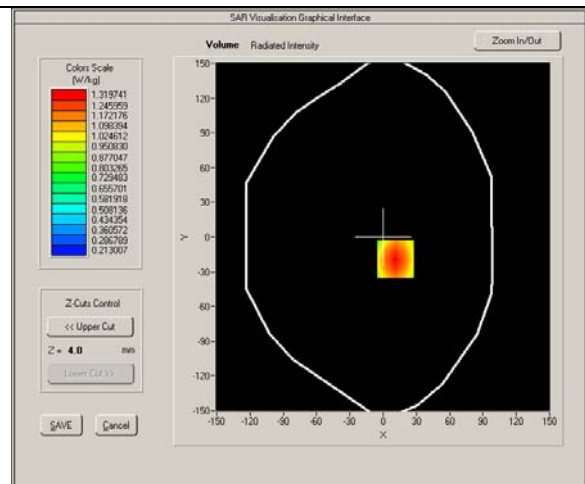 SAR Visualisation Graphical Interface
Volume Radiated Intensity
Zoom In/Out
Colors Scale
(W/kg)
1.319741
1.245959
1.172176
1.098394
1.024612
0.950830
0.877047
0.803265
0.729483
0.655701
0.581918
0.508136
0.434354
0.360572
0.286789
0.213007
Z-Cuts Control
<< Upper Cut
Z = 4.0 mm
Lower Cut >>
SAVE Cancel
150
120
90
60
30
0
-30
-60
-90
-120
-150
Y
-150 -120 -90 -60 -30 0 30 60 90 120 150
X